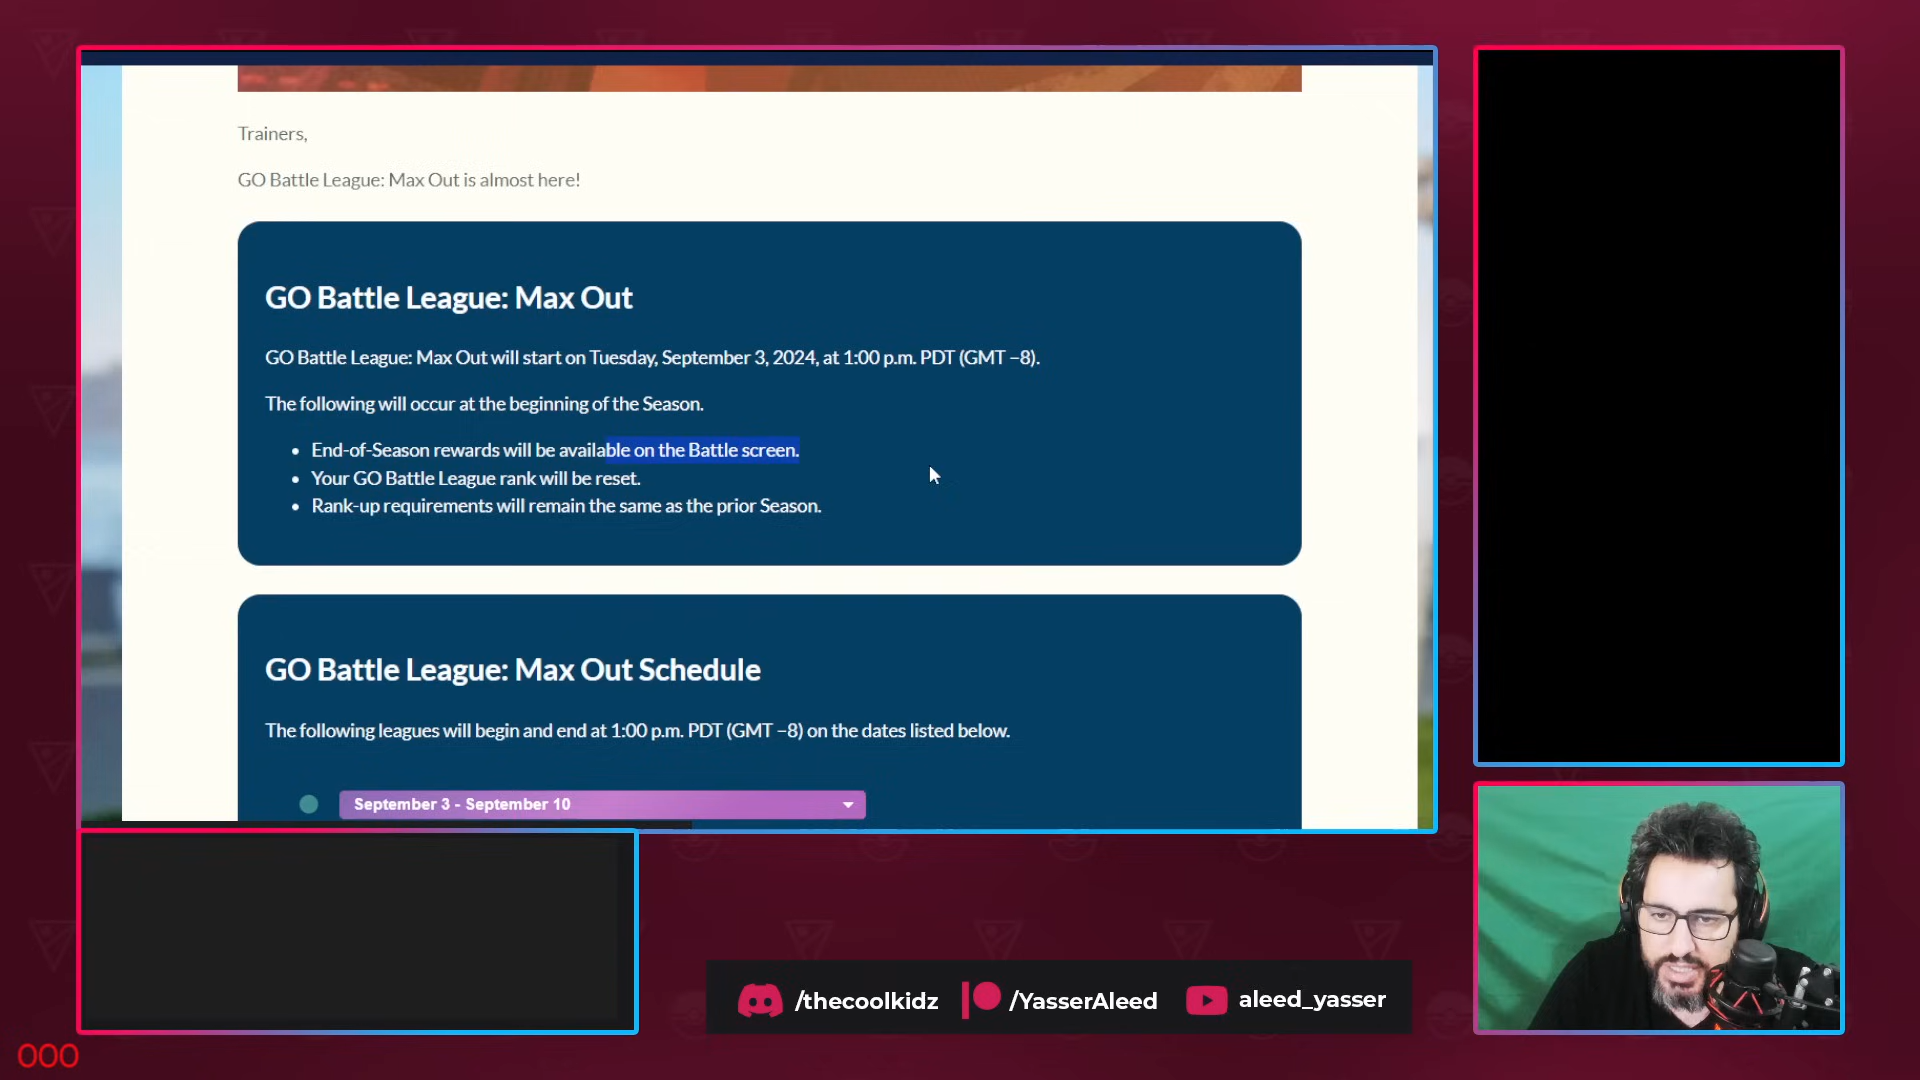 Trainers,
GO Battle League: Max Out is almost here!
GO Battle League: Max Out
GO Battle League: Max Out will start on Tuesday, September 3, 2024, at 1:00 p.m. PDT (GMT −8).
The following will occur at the beginning of the Season.
• End-of-Season rewards will be available on the Battle screen.
• Your GO Battle League rank will be reset.
• Rank-up requirements will remain the same as the prior Season.
GO Battle League: Max Out Schedule
The following leagues will begin and end at 1:00 p.m. PDT (GMT −8) on the dates listed below.
September 3 - September 10
/thecoolkidz /YasserAleed aleed_yasser
000